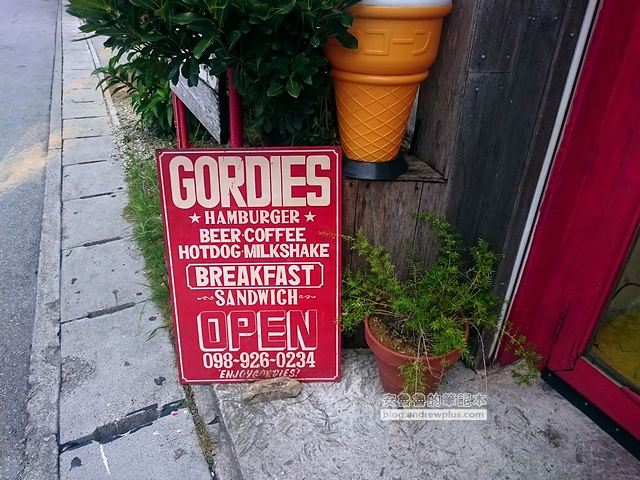 コーン
GORDIES
★ HAMBURGER ★
BEER·COFFEE
HOTDOG·MILKSHAKE
BREAKFAST
SANDWICH
OPEN
098-926-0234
ENJOY GORDIES!
安魯魯的筆記本
blog.andrewplus.com